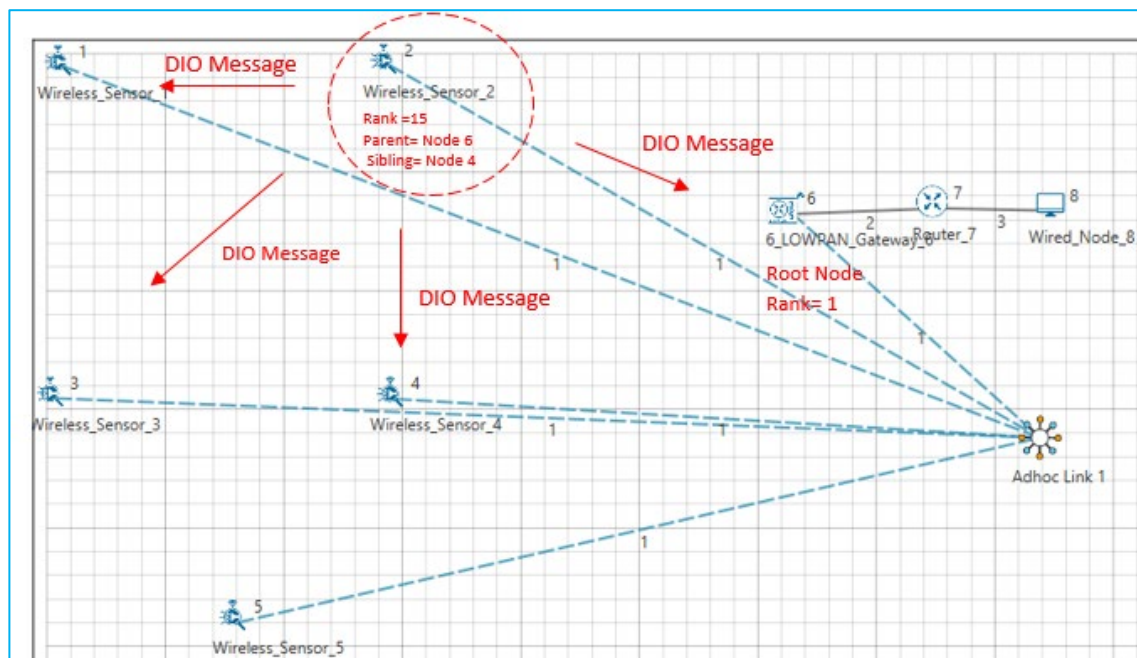 1
2
DIO Message
Wireless_Sensor_1
Wireless_Sensor_2
Rank =15
Parent= Node 6
Sibling= Node 4
DIO Message
6
7
8
2
3
6_LOWPAN_Gateway_6
Router_7
Wired_Node_8
DIO Message
1
1
Root Node
Rank= 1
DIO Message
1
3
4
Wireless_Sensor_3
Wireless_Sensor_4
1
1
Adhoc Link 1
1
5
Wireless_Sensor_5